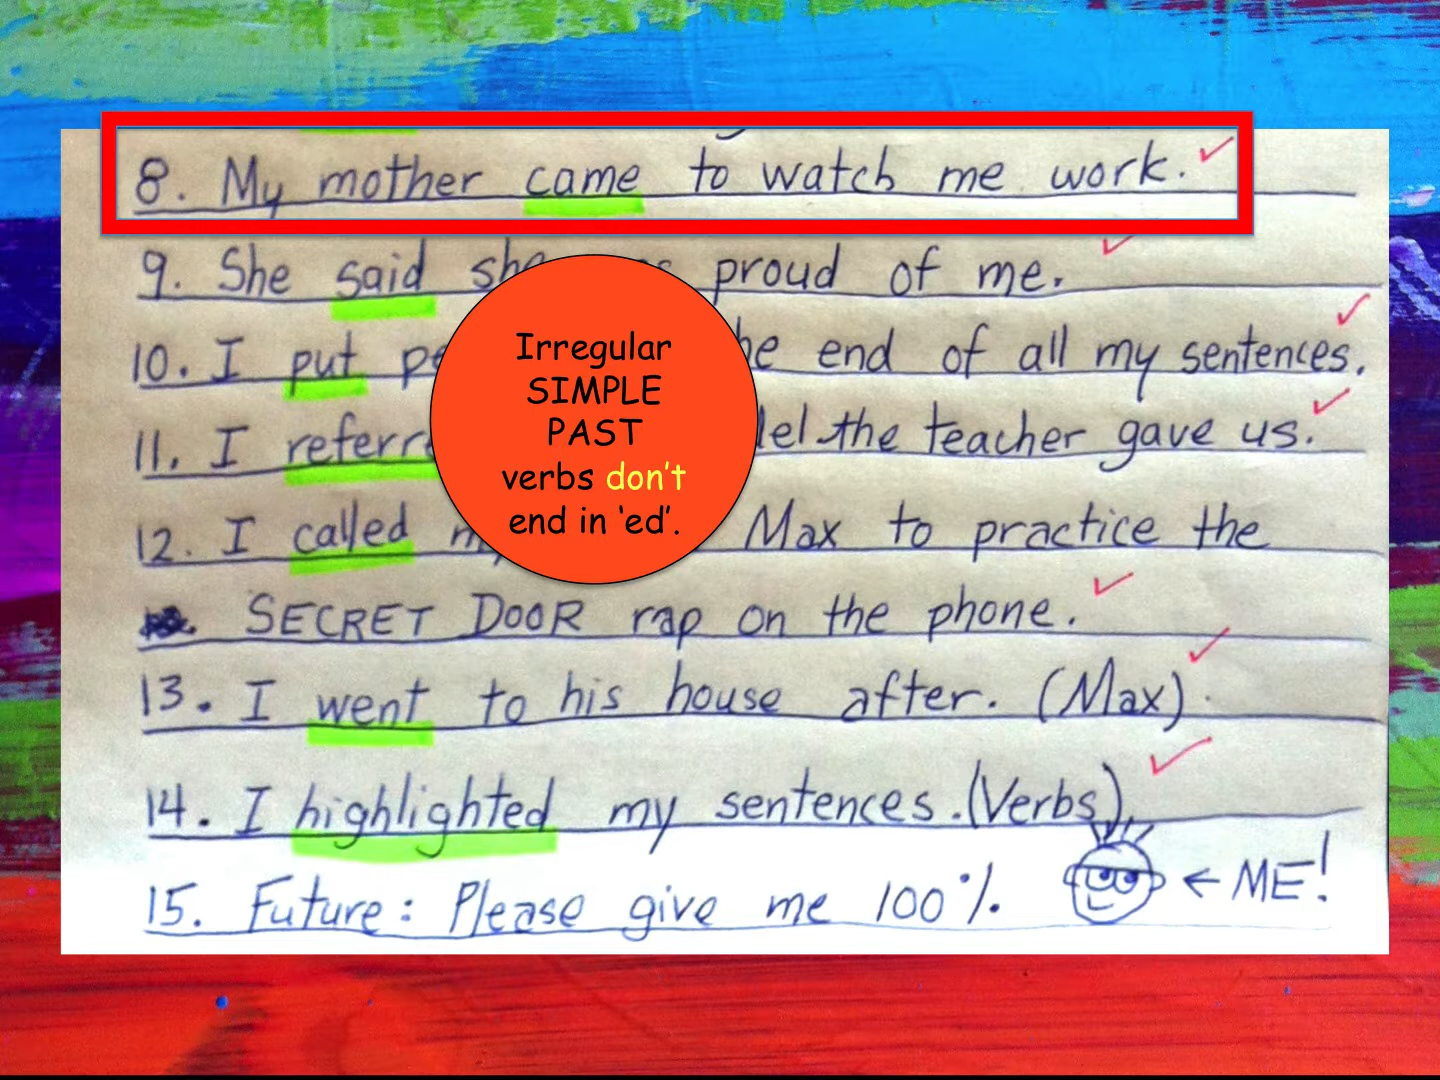 8. My mother came to watch me work.
9. She said she proud of me.
10. I put end of all my sentences.
11. I the teacher gave us.
12. I called Max to practice the
SECRET DOOR rap on the phone.
13. I went to his house after. (Max)
14. I highlighted my sentences. (Verbs)
15. Future: Please give me 100%. ← ME!
Irregular
SIMPLE
PAST
verbs don't
end in ‘ed’.